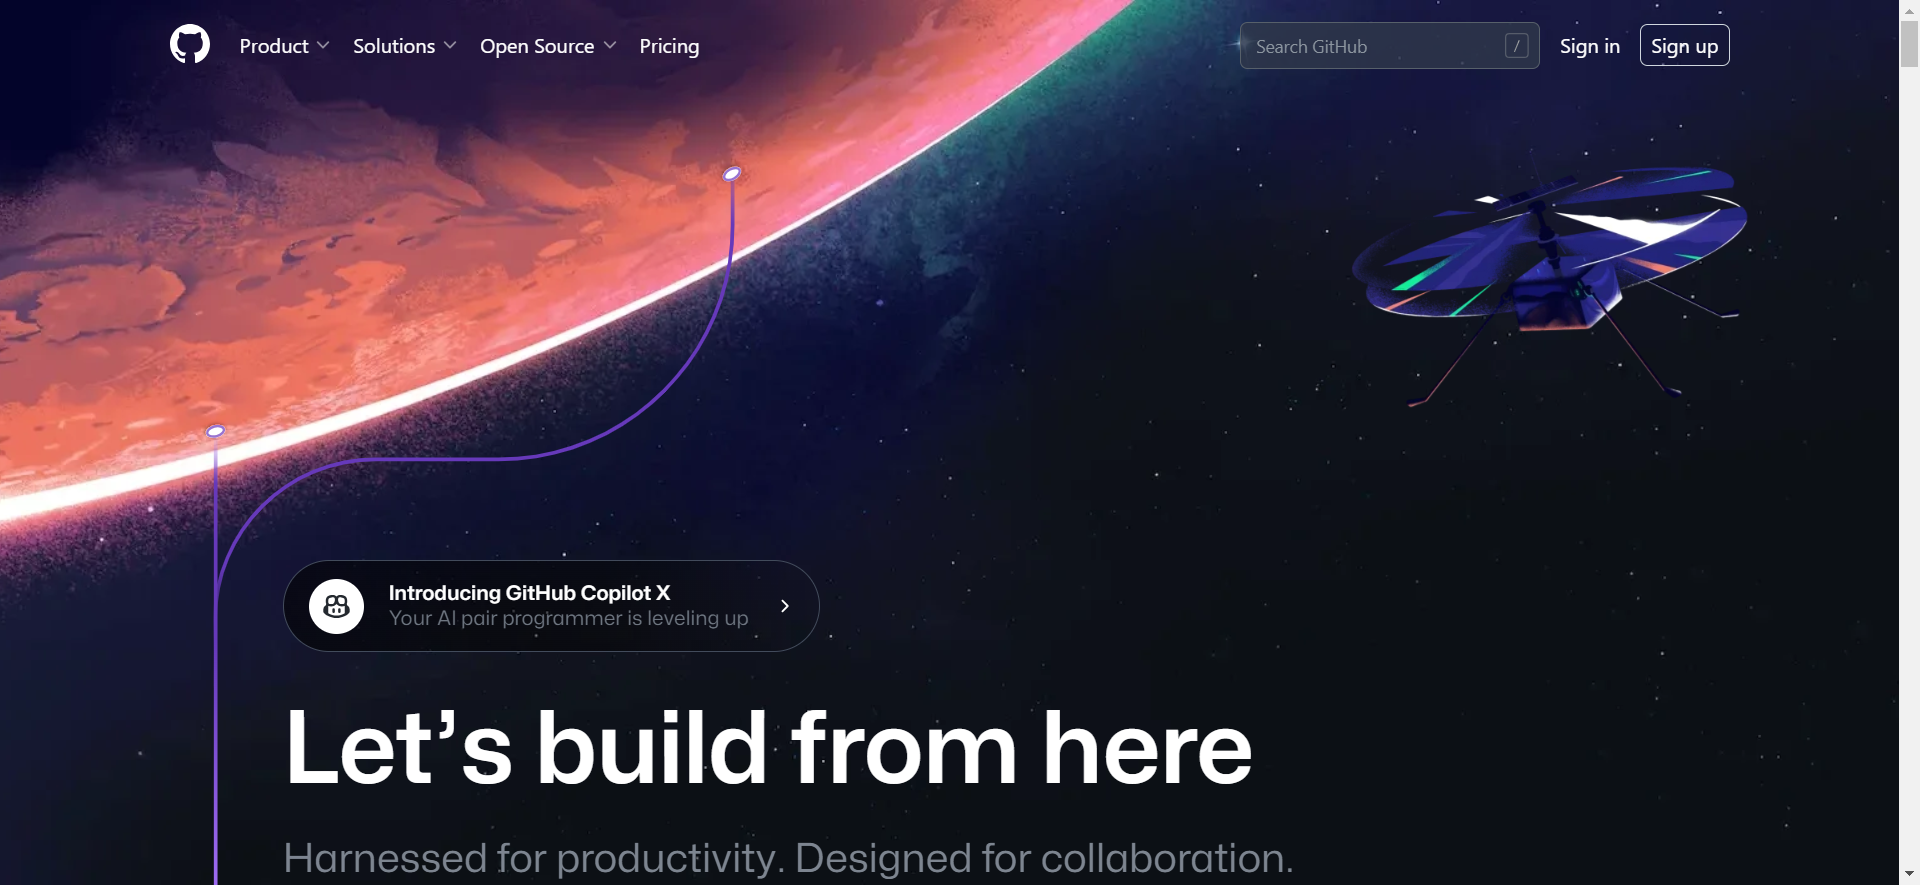 Product
Solutions
Open Source
Pricing
Search GitHub
/
Sign in
Sign up
Introducing GitHub Copilot X
Your AI pair programmer is leveling up
Let’s build from here
Harnessed for productivity. Designed for collaboration.